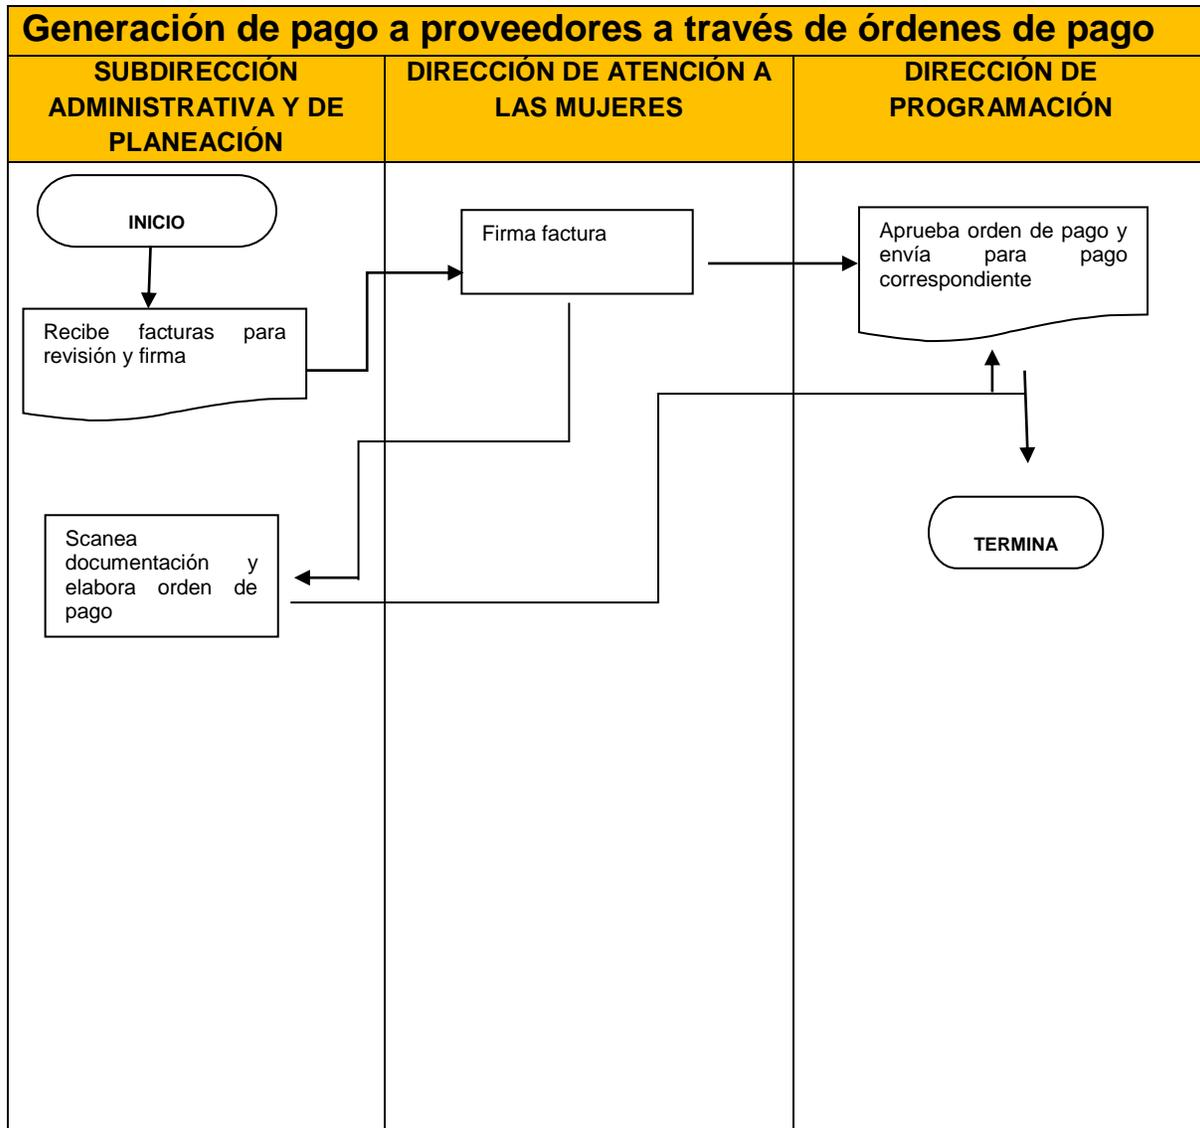 Generación de pago a proveedores a través de órdenes de pago
SUBDIRECCIÓN
ADMINISTRATIVA Y DE
PLANEACIÓN
DIRECCIÓN DE ATENCIÓN A
LAS MUJERES
DIRECCIÓN DE
PROGRAMACIÓN
INICIO
Recibe facturas para
revisión y firma
Firma factura
Aprueba orden de pago y
envía para pago
correspondiente
Scanea
documentación y
elabora orden de
pago
TERMINA